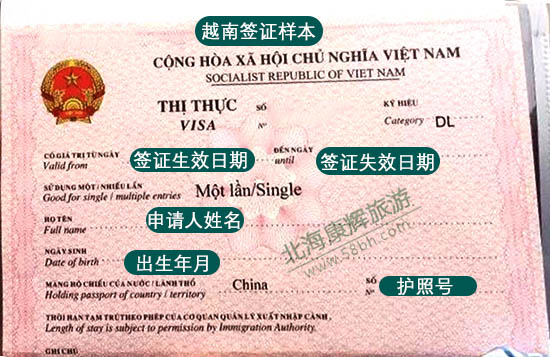 越南签证样本
CỘNG HÒA XÃ HỘI CHỦ NGHĨA VIỆT NAM
SOCIALIST REPUBLIC OF VIET NAM
THỊ THỰC SỐ KÝ HIỆU
VISA Nº Category DL
CÓ GIÁ TRỊ TỪ NGÀY 签证生效日期 ĐẾN NGÀY 签证失效日期
Valid from until
SỬ DỤNG MỘT / NHIỀU LẦN Một lần/Single
Good for single / multiple entries
HỌ TÊN 申请人姓名
Full name
北海康辉旅游
www.58bh.com
NGÀY SINH 出生年月
Date of birth
MANG HỘ CHIẾU CỦA NƯỚC / LÃNH THỔ China SỐ 护照号
Holding passport of country / territory Nº
THỜI HẠN TẠM TRÚ THEO PHÉP CỦA CƠ QUAN QUẢN LÝ XUẤT NHẬP CẢNH,
Length of stay is subject to permission by Immigration Authority.
GHI CHÚ